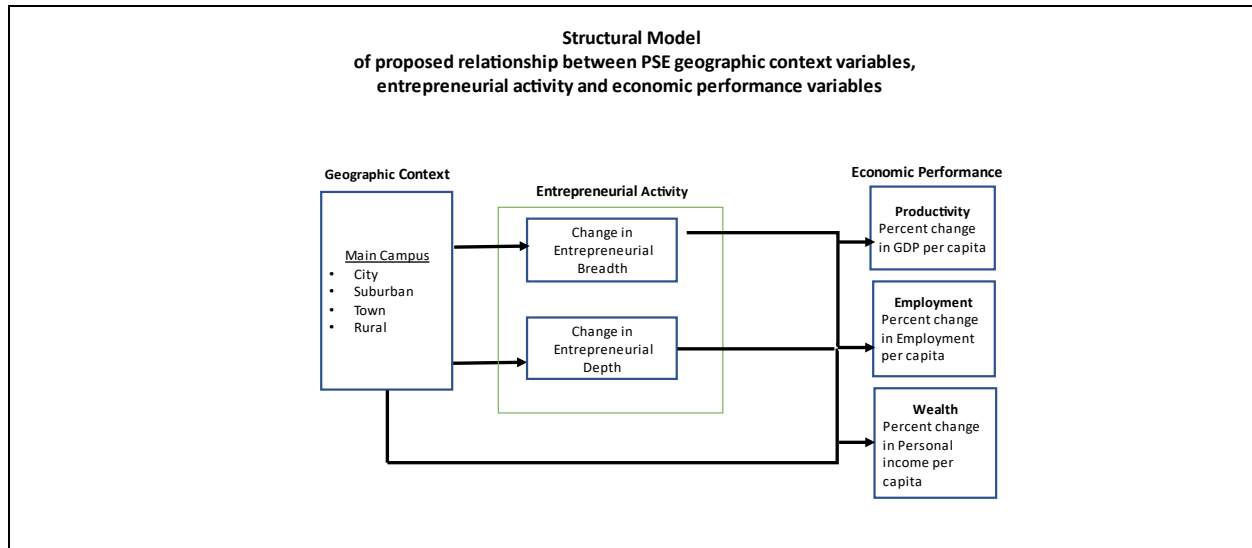 Structural Model
of proposed relationship between PSE geographic context variables,
entrepreneurial activity and economic performance variables
Geographic Context
Main Campus
• City
• Suburban
• Town
• Rural
Entrepreneurial Activity
Change in
Entrepreneurial
Breadth
Change in
Entrepreneurial
Depth
Economic Performance
Productivity
Percent change
in GDP per capita
Employment
Percent change
in Employment
per capita
Wealth
Percent change
in Personal
income per
capita